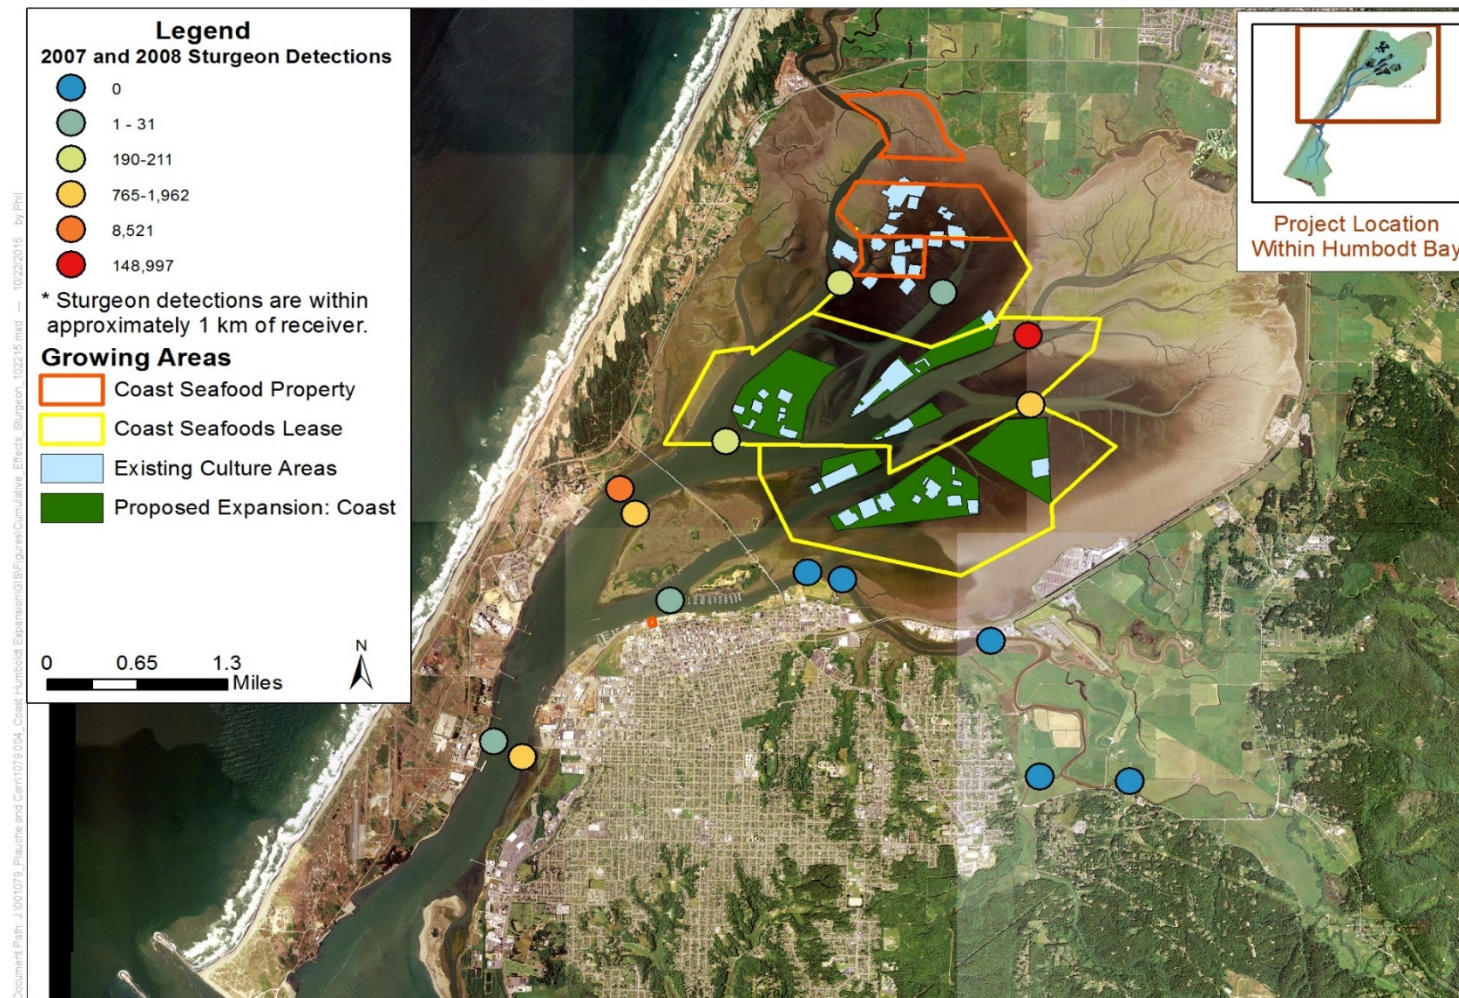 Legend
2007 and 2008 Sturgeon Detections
0
1 - 31
190-211
765-1,962
8,521
148,997
* Sturgeon detections are within
approximately 1 km of receiver.
Growing Areas
Coast Seafood Property
Coast Seafoods Lease
Existing Culture Areas
Proposed Expansion: Coast
N
0 0.65 1.3
Miles
Project Location
Within Humbodt Bay